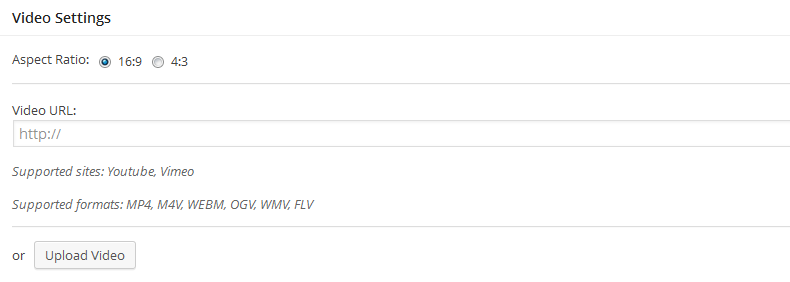 Video Settings
Aspect Ratio: 16:9 4:3
Video URL:
http://
Supported sites: Youtube, Vimeo
Supported formats: MP4, M4V, WEBM, OGV, WMV, FLV
or Upload Video